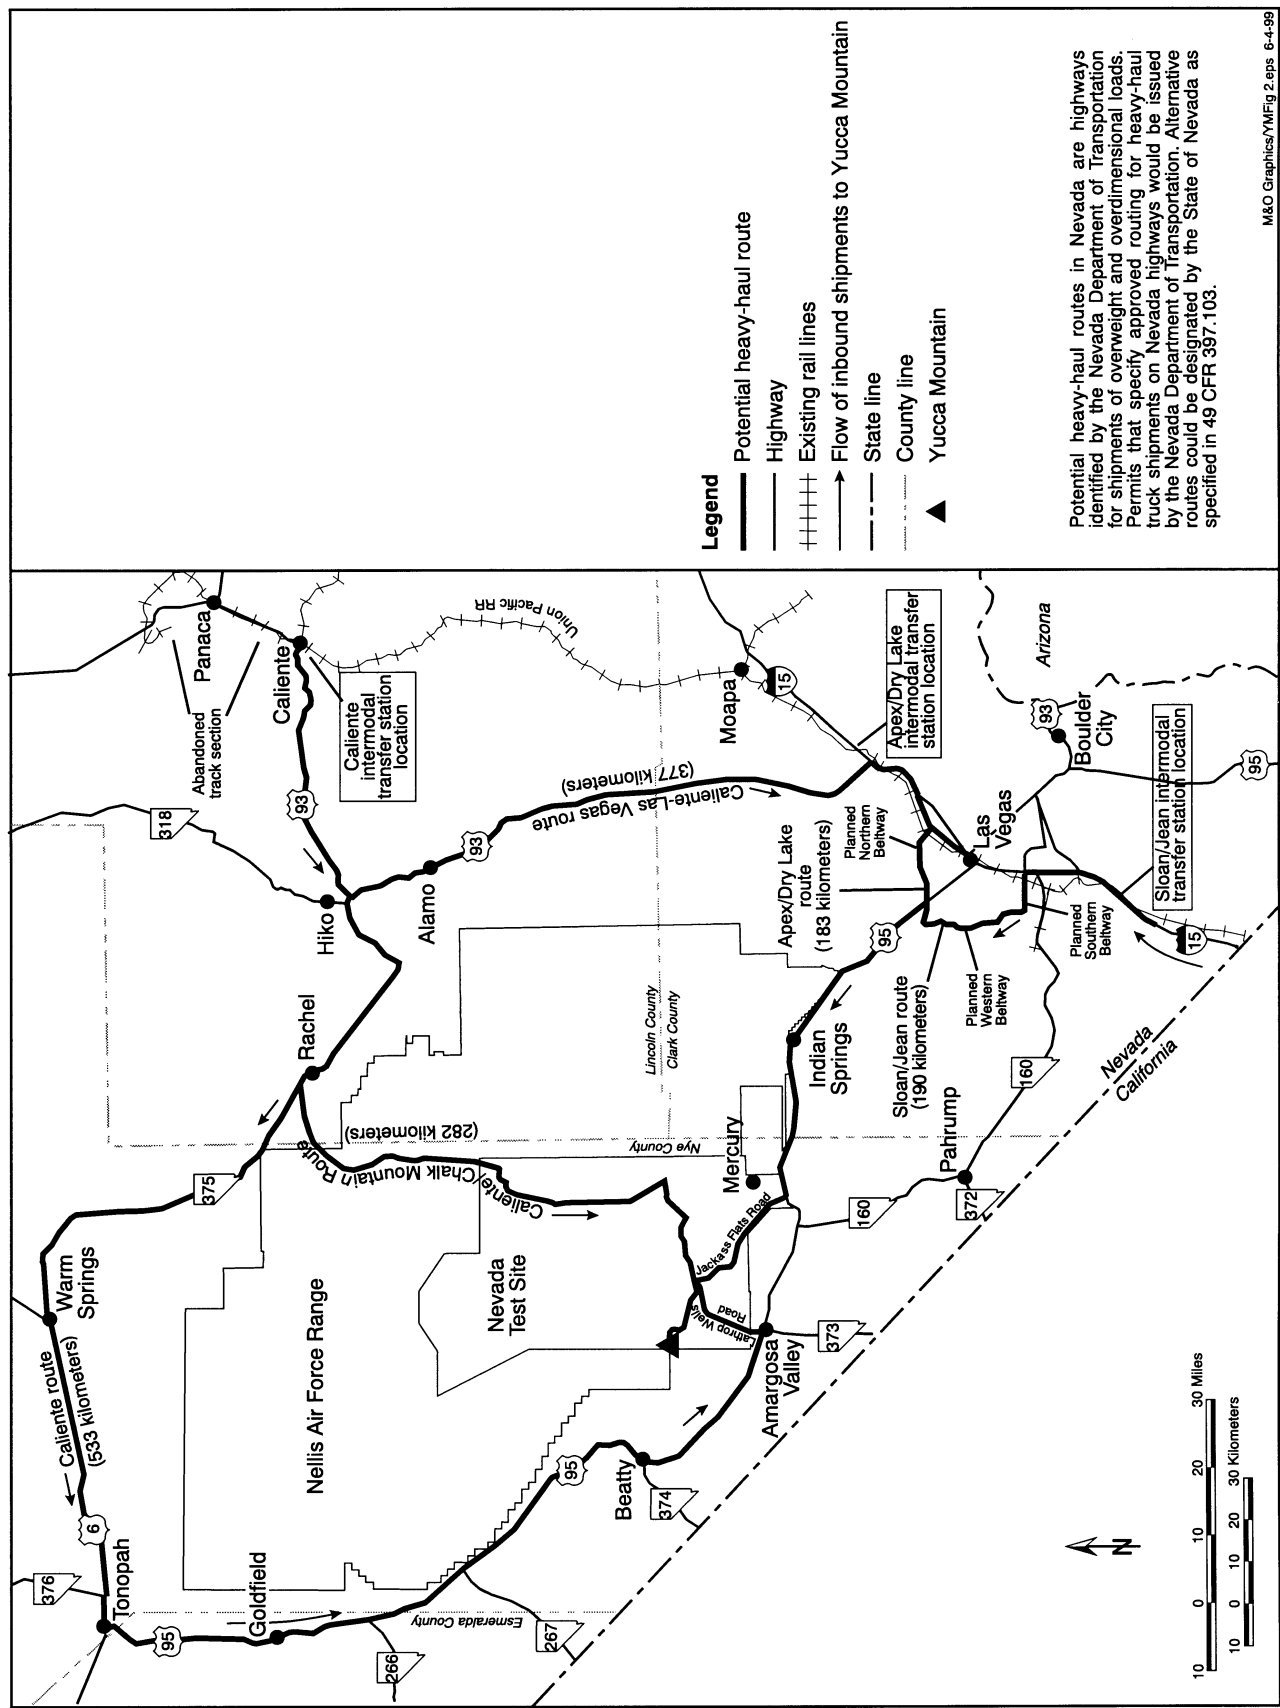 376
Tonopah
6
Caliente route
(533 kilometers)
Warm
Springs
375
95
Goldfield
266
267
Esmeralda County
Nellis Air Force Range
Rachel
Hiko
318
93
Abandoned
track section
Panaca
Caliente
Caliente
intermodal
transfer station
location
Alamo
93
Caliente/Chalk Mountain Route
(282 kilometers)
Nevada
Test Site
Union Pacific RR
Caliente-Las Vegas route
(377 kilometers)
Lincoln County
Clark County
Nye County
Mercury
Jackass Flats Road
Lathrop Wells
Road
95
Beatty
374
Amargosa
Valley
373
160
Pahrump
372
160
Indian
Springs
95
Apex/Dry Lake
route
(183 kilometers)
Planned
Northern
Beltway
Moapa
15
Apex/Dry Lake
intermodal transfer
station location
Las
Vegas
Sloan/Jean route
(190 kilometers)
Planned
Western
Beltway
Planned
Southern
Beltway
93
Boulder
City
Arizona
95
Sloan/Jean intermodal
transfer station location
15
Nevada
California
N
10 0 10 20 30 Miles
10 0 10 20 30 Kilometers
Legend
Potential heavy-haul route
Highway
Existing rail lines
Flow of inbound shipments to Yucca Mountain
State line
County line
Yucca Mountain
Potential heavy-haul routes in Nevada are highways
identified by the Nevada Department of Transportation
for shipments of overweight and overdimensional loads.
Permits that specify approved routing for heavy-haul
truck shipments on Nevada highways would be issued
by the Nevada Department of Transportation. Alternative
routes could be designated by the State of Nevada as
specified in 49 CFR 397.103.
M&O Graphics/YMFig 2.eps 6-4-99